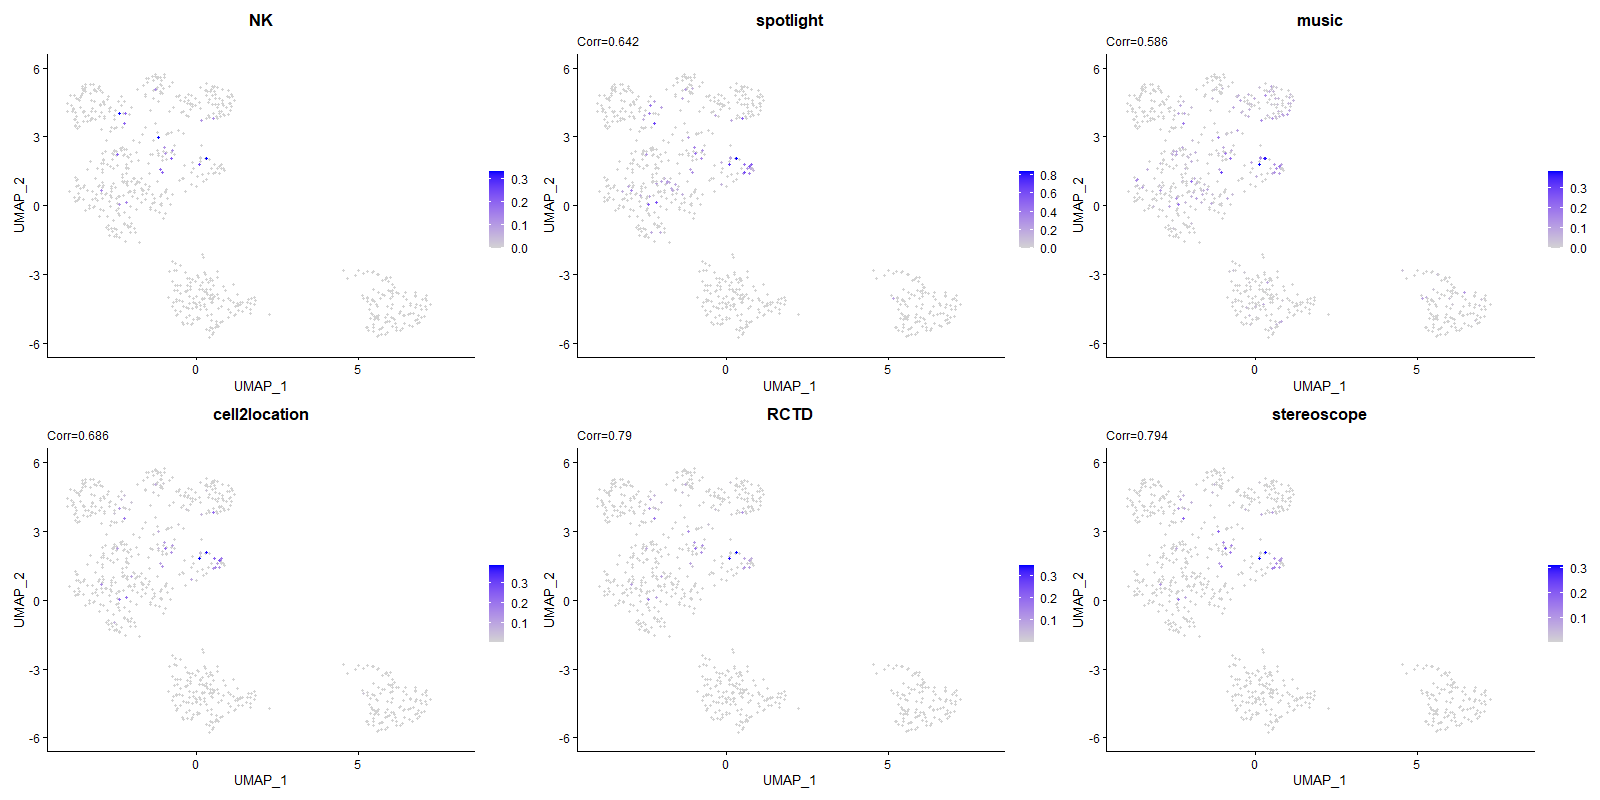 NK
6
3
0
-3
-6
UMAP_2
0
5
UMAP_1
0.3
0.2
0.1
0.0
spotlight
Corr=0.642
6
3
0
-3
-6
UMAP_2
0
5
UMAP_1
0.8
0.6
0.4
0.2
0.0
music
Corr=0.586
6
3
0
-3
-6
UMAP_2
0
5
UMAP_1
0.3
0.2
0.1
0.0
cell2location
Corr=0.686
6
3
0
-3
-6
UMAP_2
0
5
UMAP_1
0.3
0.2
0.1
RCTD
Corr=0.79
6
3
0
-3
-6
UMAP_2
0
5
UMAP_1
0.3
0.2
0.1
stereoscope
Corr=0.794
6
3
0
-3
-6
UMAP_2
0
5
UMAP_1
0.3
0.2
0.1